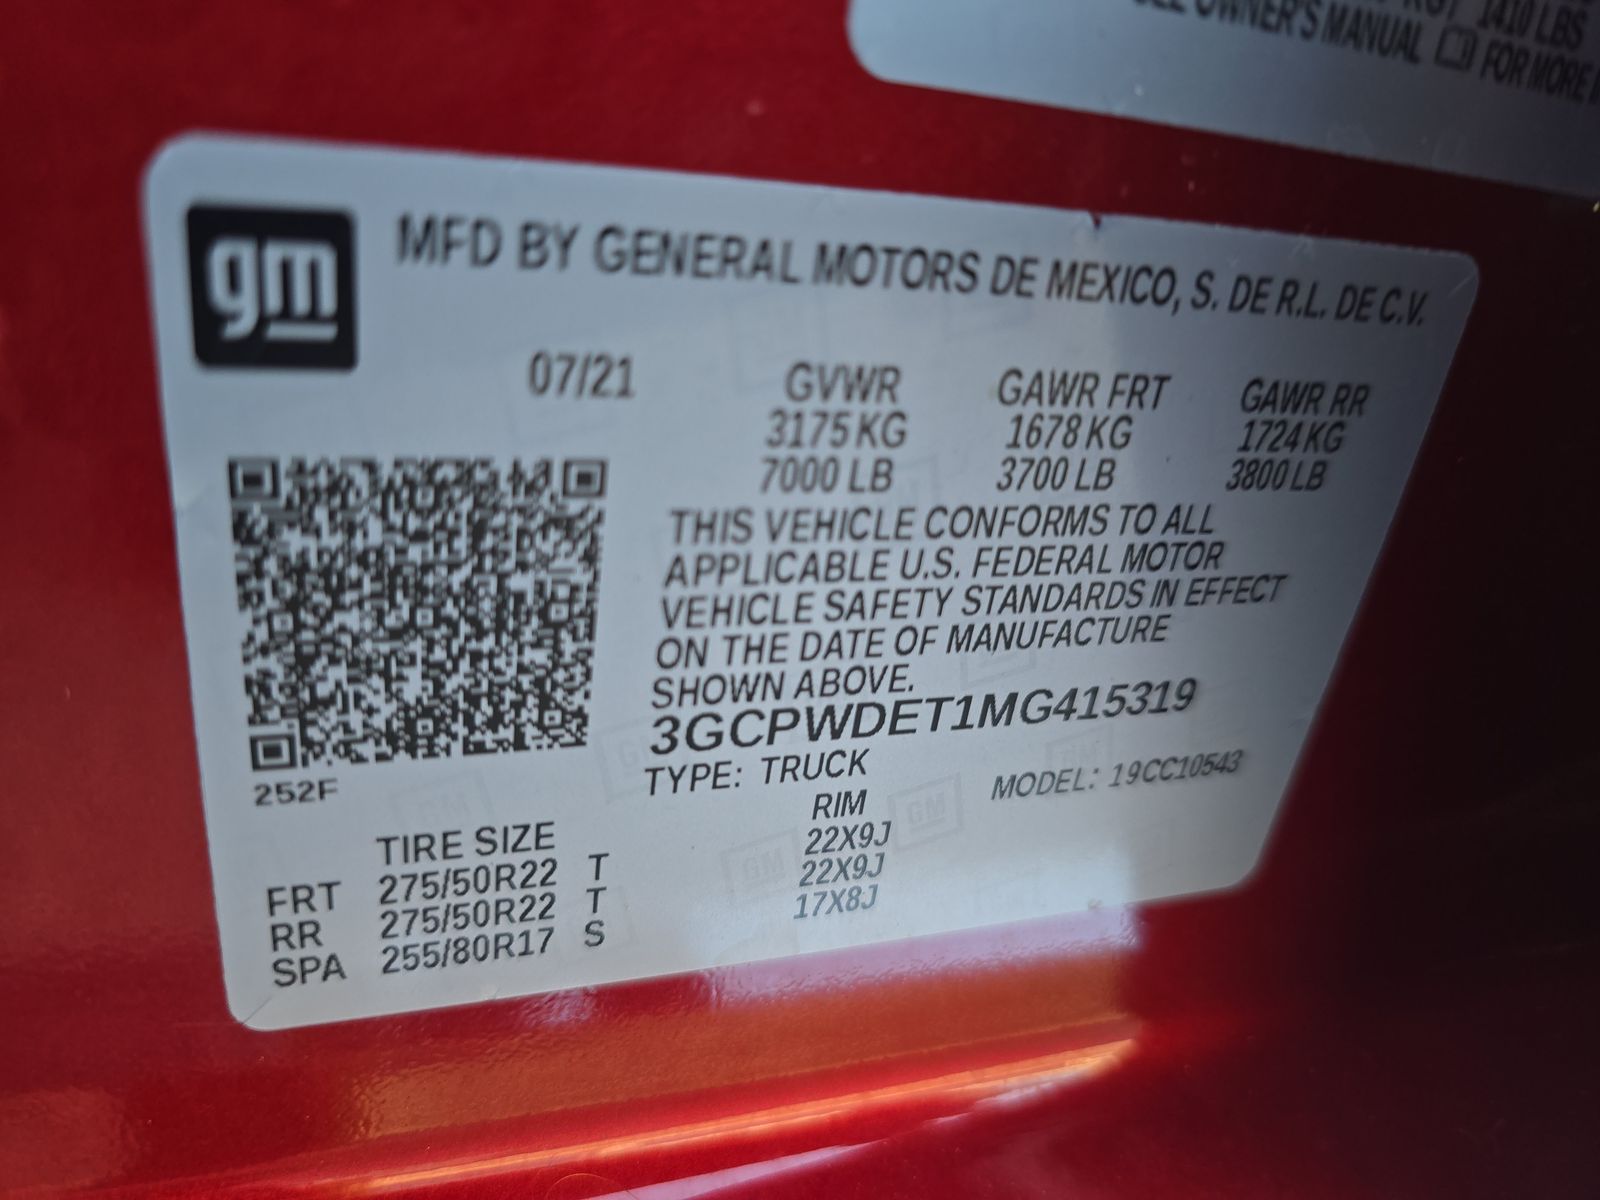 1410 LBS
OWNER'S MANUAL FOR MORE
gm
MFD BY GENERAL MOTORS DE MEXICO, S. DE R.L. DE C.V.
07/21 GVWR GAWR FRT GAWR RR
3175 KG 1678 KG 1724 KG
7000 LB 3700 LB 3800 LB
THIS VEHICLE CONFORMS TO ALL
APPLICABLE U.S. FEDERAL MOTOR
VEHICLE SAFETY STANDARDS IN EFFECT
ON THE DATE OF MANUFACTURE
SHOWN ABOVE.
3GCPWDET1MG415319
TYPE: TRUCK MODEL: 19CC10543
252F
TIRE SIZE RIM
FRT 275/50R22 T 22X9J
RR 275/50R22 T 22X9J
SPA 255/80R17 S 17X8J